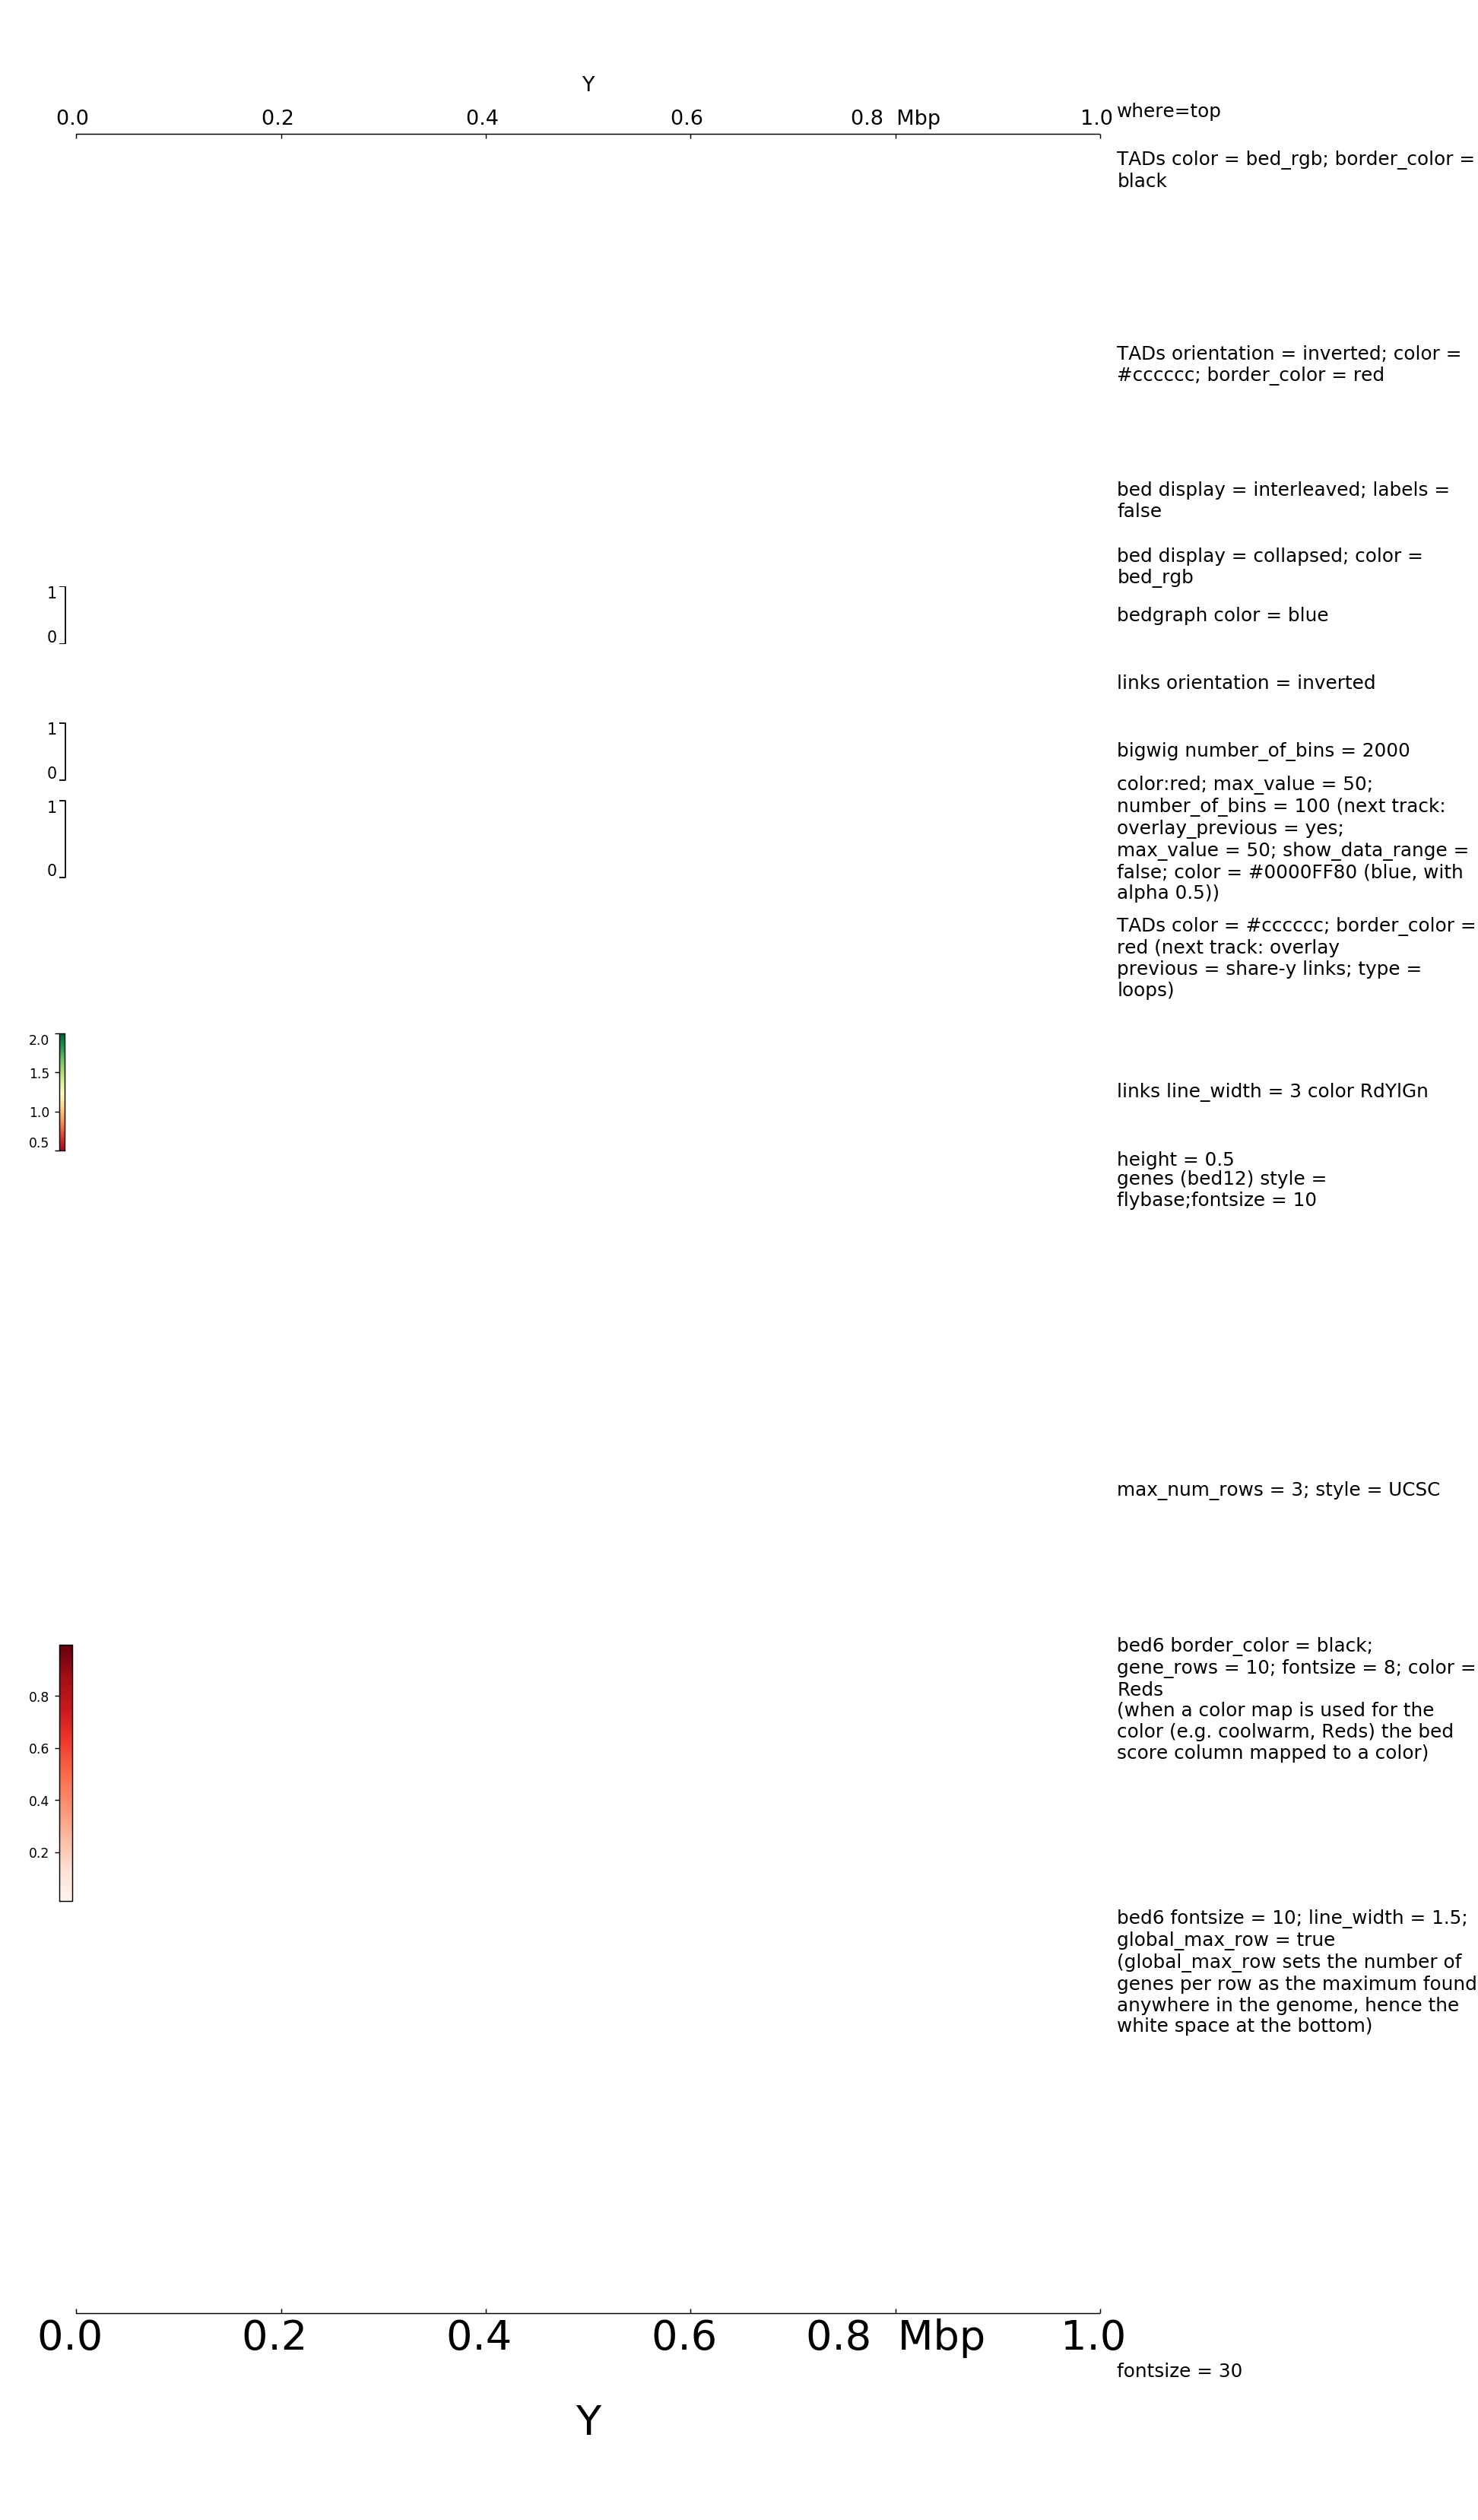 Y
0.0 0.2 0.4 0.6 0.8 Mbp 1.0
where=top
TADs color = bed_rgb; border_color =
black
TADs orientation = inverted; color =
#cccccc; border_color = red
bed display = interleaved; labels =
false
bed display = collapsed; color =
bed_rgb
1
0
bedgraph color = blue
links orientation = inverted
1
0
bigwig number_of_bins = 2000
1
0
color:red; max_value = 50;
number_of_bins = 100 (next track:
overlay_previous = yes;
max_value = 50; show_data_range =
false; color = #0000FF80 (blue, with
alpha 0.5))
TADs color = #cccccc; border_color =
red (next track: overlay
previous = share-y links; type =
loops)
2.0
1.5
1.0
0.5
links line_width = 3 color RdYlGn
height = 0.5
genes (bed12) style =
flybase;fontsize = 10
max_num_rows = 3; style = UCSC
0.8
0.6
0.4
0.2
bed6 border_color = black;
gene_rows = 10; fontsize = 8; color =
Reds
(when a color map is used for the
color (e.g. coolwarm, Reds) the bed
score column mapped to a color)
bed6 fontsize = 10; line_width = 1.5;
global_max_row = true
(global_max_row sets the number of
genes per row as the maximum found
anywhere in the genome, hence the
white space at the bottom)
0.0 0.2 0.4 0.6 0.8 Mbp 1.0
fontsize = 30
Y